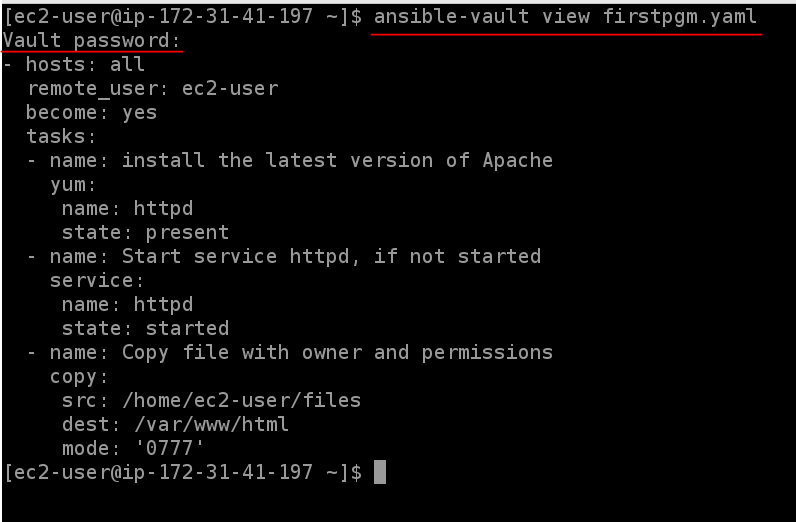 [ec2-user@ip-172-31-41-197 ~]$ ansible-vault view firstpgm.yaml
Vault password:
- hosts: all
  remote_user: ec2-user
  become: yes
  tasks:
  - name: install the latest version of Apache
    yum:
     name: httpd
     state: present
  - name: Start service httpd, if not started
    service:
     name: httpd
     state: started
  - name: Copy file with owner and permissions
    copy:
     src: /home/ec2-user/files
     dest: /var/www/html
     mode: '0777'
[ec2-user@ip-172-31-41-197 ~]$